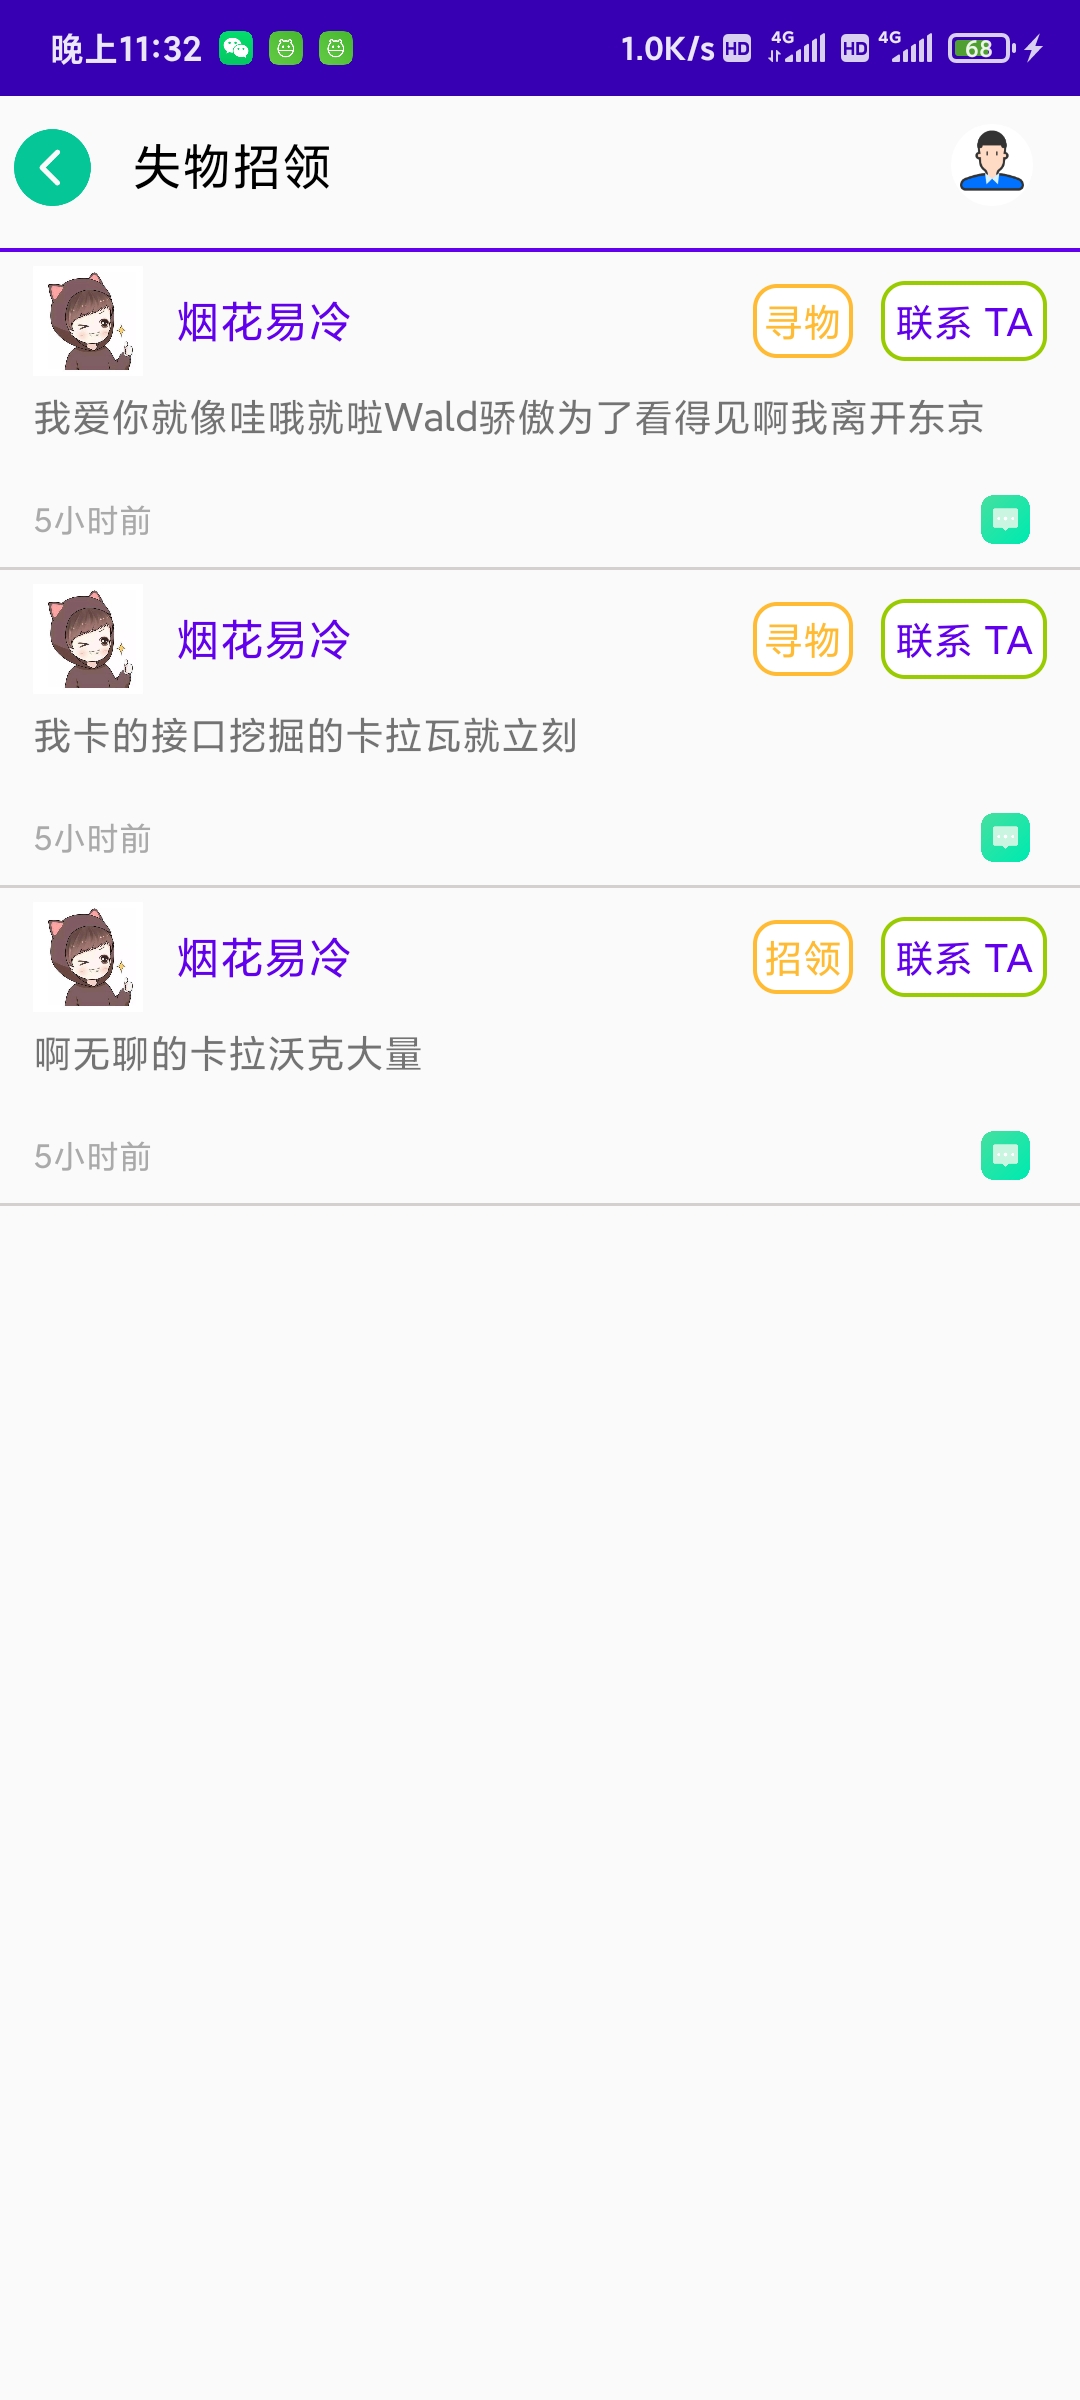 晚上11:32 1.0K/s HD 4G HD 4G 68
失物招领
烟花易冷 寻物 联系 TA
我爱你就像哇哦就啦Wald骄傲为了看得见啊我离开东京
5小时前
烟花易冷 寻物 联系 TA
我卡的接口挖掘的卡拉瓦就立刻
5小时前
烟花易冷 招领 联系 TA
啊无聊的卡拉沃克大量
5小时前